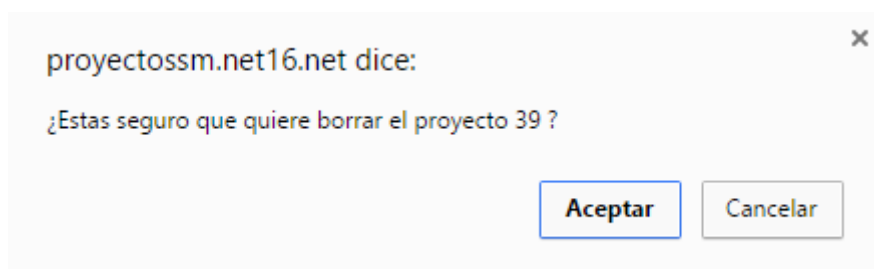 proyectossm.net16.net dice:
¿Estas seguro que quiere borrar el proyecto 39 ?
Aceptar
Cancelar